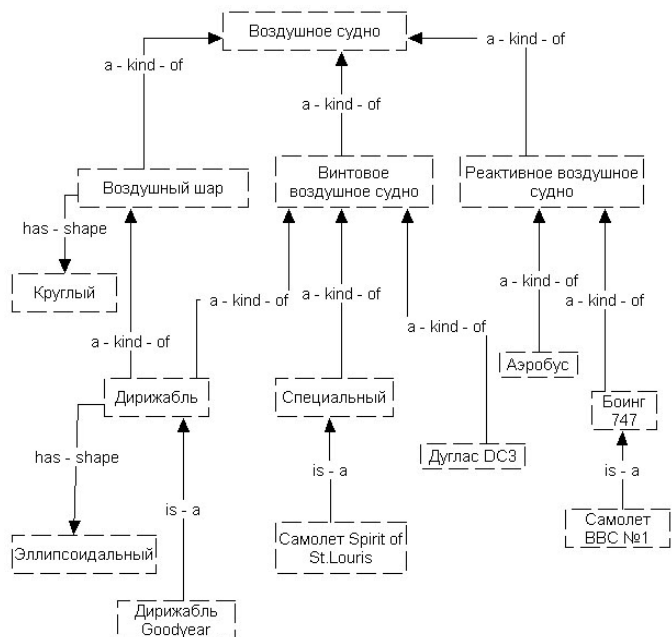 Воздушное судно
a - kind - of
a - kind - of
a - kind - of
Воздушный шар
Винтовое
воздушное судно
Реактивное воздушное
судно
has - shape
Круглый
a - kind - of
a - kind - of
a - kind - of
a - kind - of
a - kind - of
a - kind - of
Дирижабль
Специальный
Аэробус
Боинг
747
has - shape
Дуглас DC3
is - a
is - a
is - a
Эллипсоидальный
Самолет Spirit of
St.Louris
Самолет
ВВС №1
Дирижабль
Goodyear